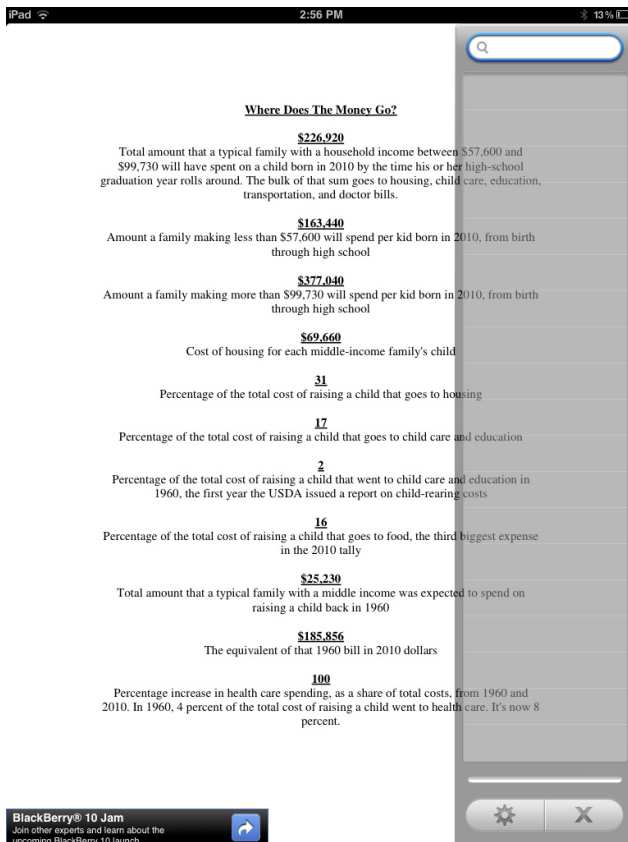 iPad 2:56 PM 13%
Where Does The Money Go?
$226,920
Total amount that a typical family with a household income between $57,600 and
$99,730 will have spent on a child born in 2010 by the time his or her high-school
graduation year rolls around. The bulk of that sum goes to housing, child care, education,
transportation, and doctor bills.
$163,440
Amount a family making less than $57,600 will spend per kid born in 2010, from birth
through high school
$377,040
Amount a family making more than $99,730 will spend per kid born in 2010, from birth
through high school
$69,660
Cost of housing for each middle-income family's child
31
Percentage of the total cost of raising a child that goes to housing
17
Percentage of the total cost of raising a child that goes to child care and education
2
Percentage of the total cost of raising a child that went to child care and education in
1960, the first year the USDA issued a report on child-rearing costs
16
Percentage of the total cost of raising a child that goes to food, the third biggest expense
in the 2010 tally
$25,230
Total amount that a typical family with a middle income was expected to spend on
raising a child back in 1960
$185,856
The equivalent of that 1960 bill in 2010 dollars
100
Percentage increase in health care spending, as a share of total costs, from 1960 and
2010. In 1960, 4 percent of the total cost of raising a child went to health care. It's now 8
percent.
BlackBerry® 10 Jam
Join other experts and learn about the
upcoming BlackBerry 10 launch